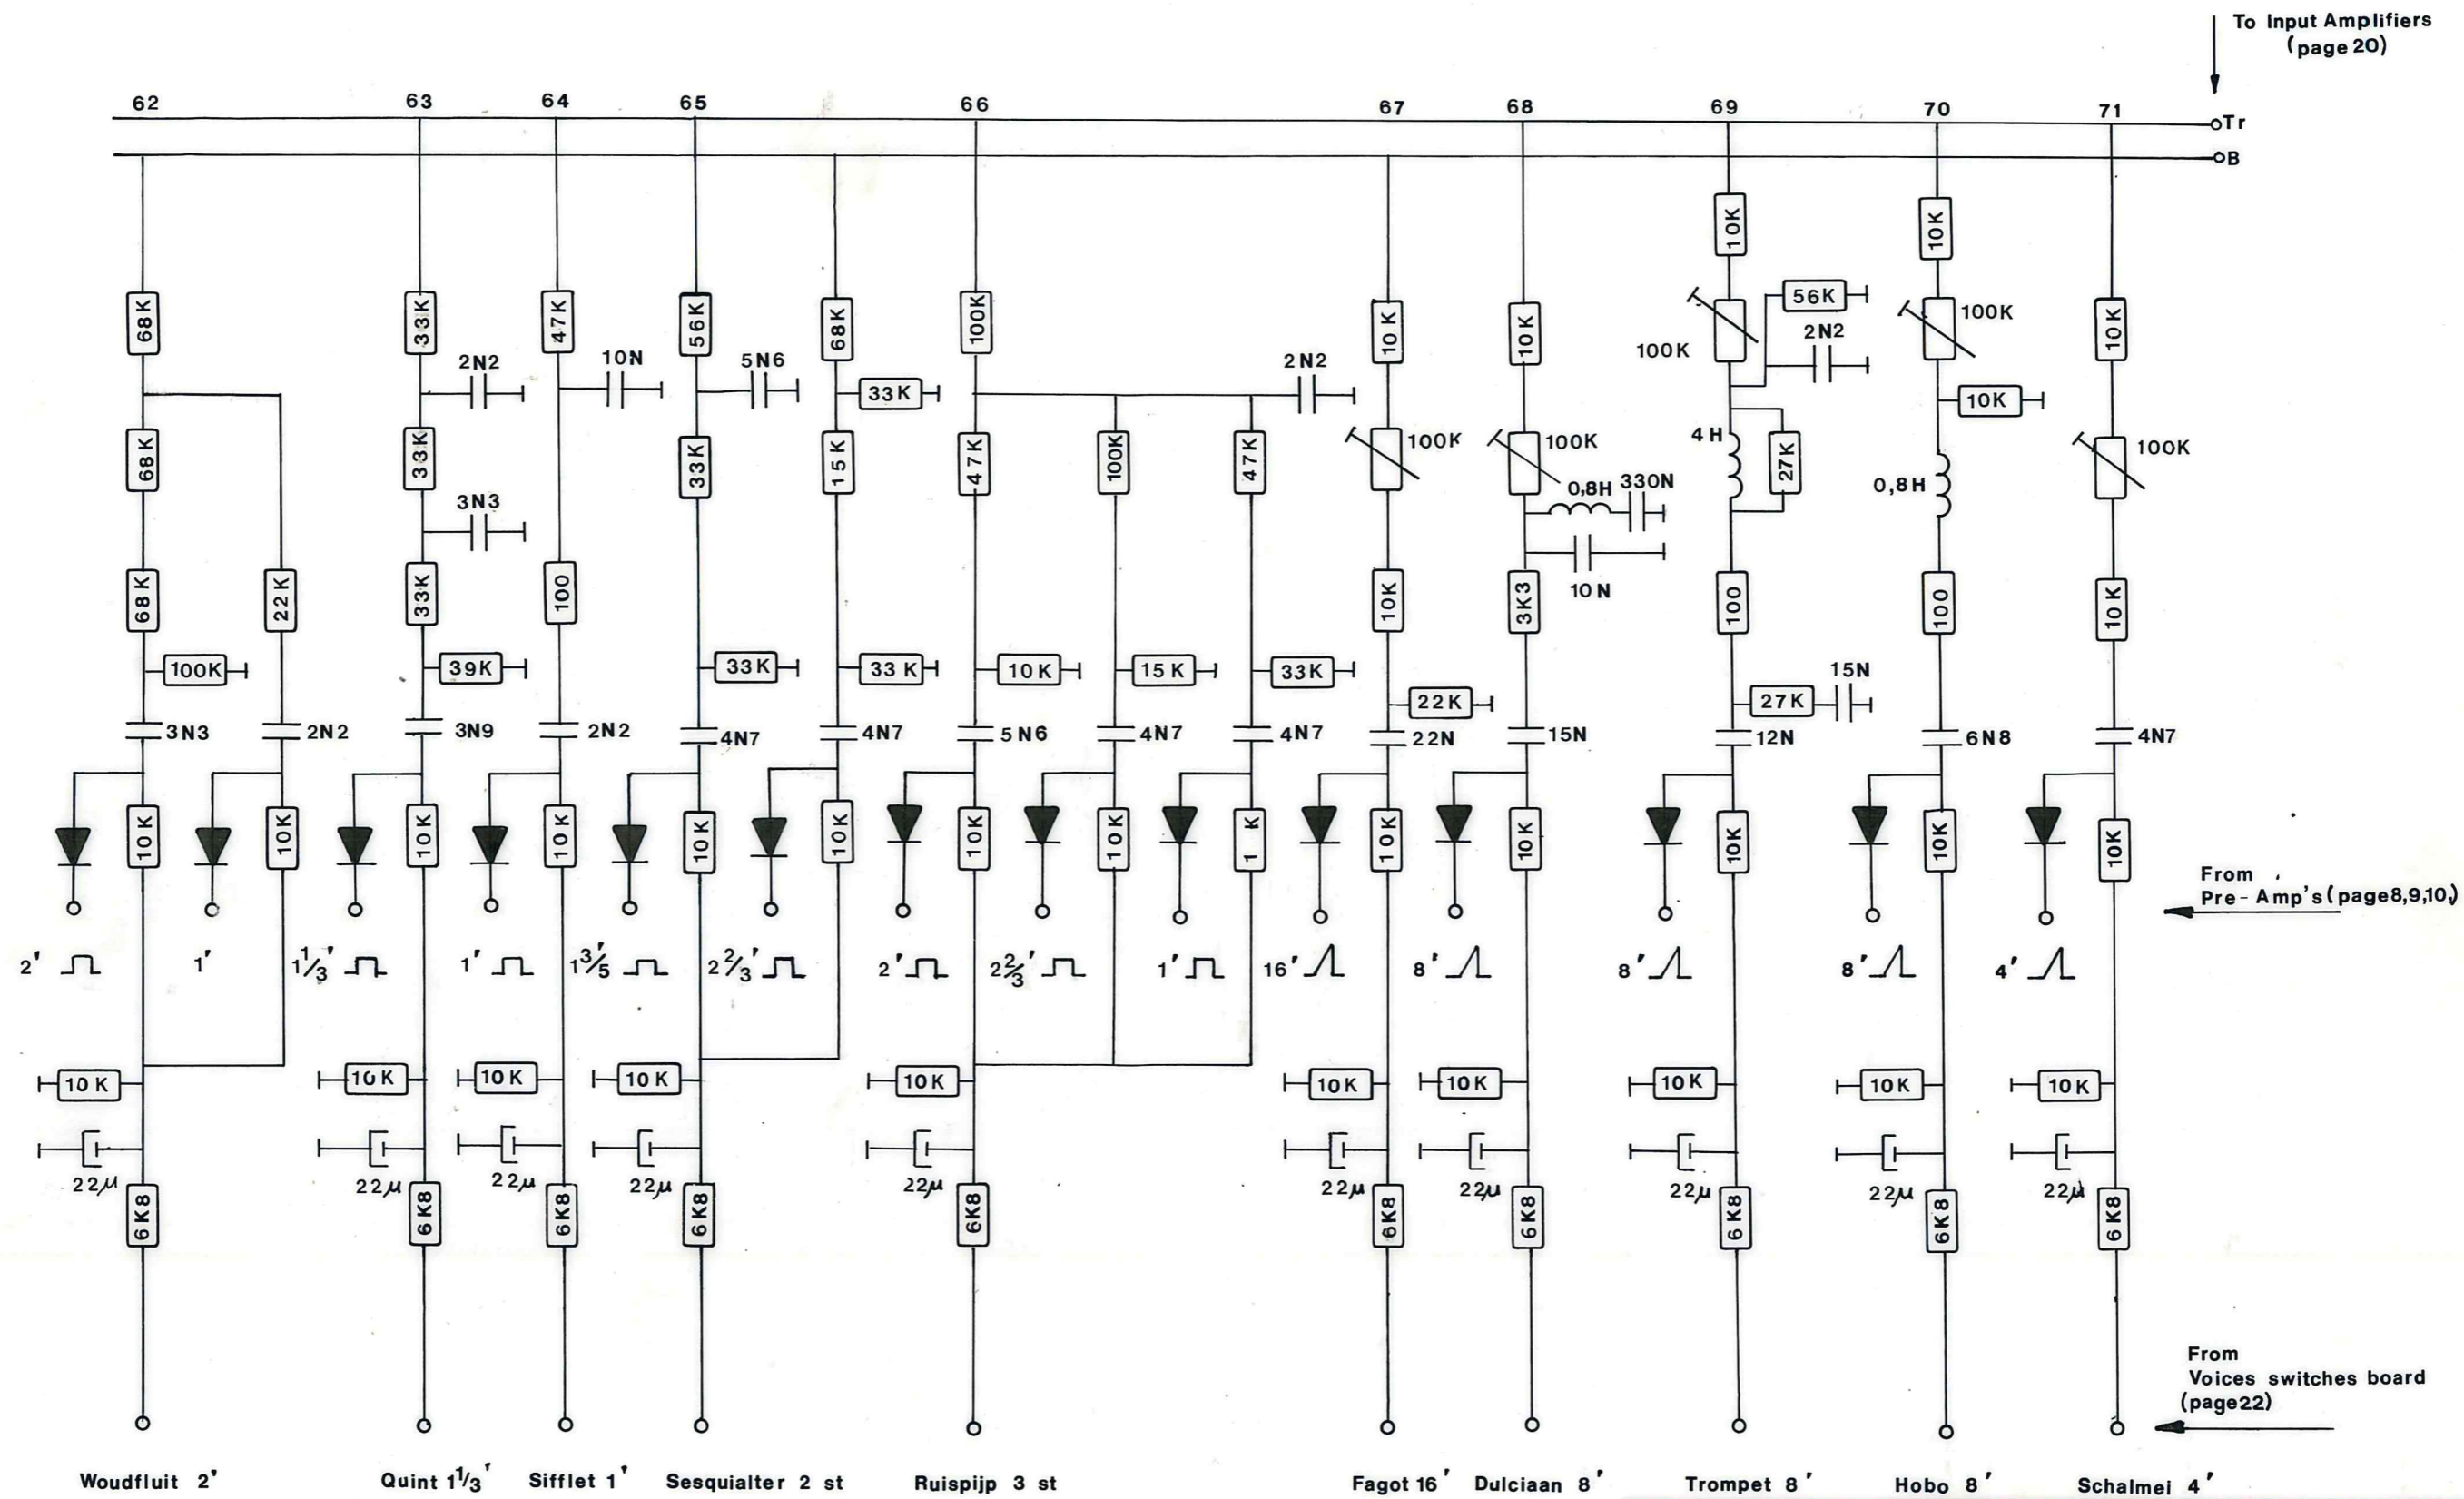 To Input Amplifiers
(page 20)
62 63 64 65 66 67 68 69 70 71
Tr
B
10K 10K
56K
68K 33K 47K 56K 68K 100K 10K 10K 100K 100K 10K
2N2 10N 5N6 33K 2N2 2N2 10K
68K 33K 33K 15K 47K 100K 47K 100K 100K 4H 27K 0,8H 100K
3N3 0,8H 330N
10N
68K 22K 33K 100 10K 3K3 100 100 10K
100K 39K 33K 33K 10K 15K 33K 22K 27K 15N
3N3 2N2 3N9 2N2 4N7 4N7 5N6 4N7 4N7 22N 15N 12N 6N8 4N7
10K 10K 10K 10K 10K 10K 10K 10K 1 K 10K 10K 10K 10K 10K
From
Pre-Amp's(page8,9,10,)
2' 1' 1 1/3' 1' 1 3/5' 2 2/3' 2' 2 2/3' 1' 16' 8' 8' 8' 4'
10K 10K 10K 10K 10K 10K 10K 10K 10K 10K
22µ 22µ 22µ 22µ 22µ 22µ 22µ 22µ 22µ 22µ
6K8 6K8 6K8 6K8 6K8 6K8 6K8 6K8 6K8 6K8
From
Voices switches board
(page22)
Woudfluit 2' Quint 1 1/3' Sifflet 1' Sesquialter 2 st Ruispijp 3 st Fagot 16' Dulciaan 8' Trompet 8' Hobo 8' Schalmei 4'